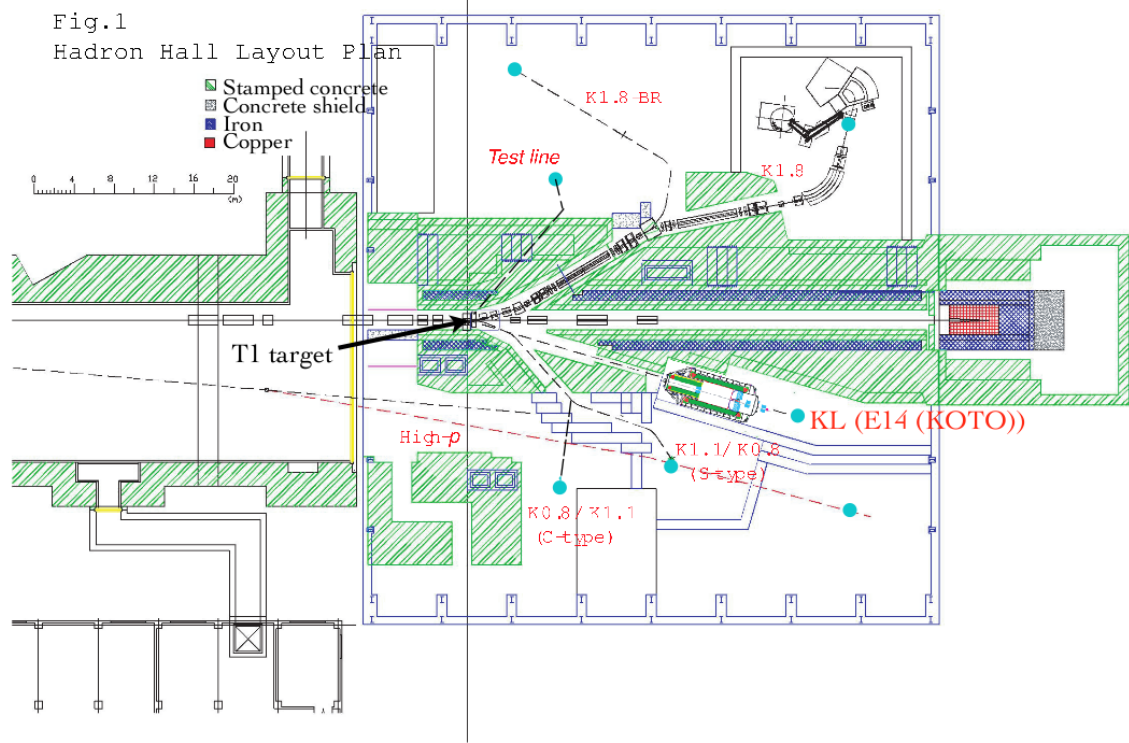 Fig.1
Hadron Hall Layout Plan
Stamped concrete
Concrete shield
Iron
Copper
0 4 8 12 16 20
(m)
K1.8-BR
Test line
K1.8
T1 target
KL (E14 (KOTO))
High-p
K1.1/K0.8
(S-type)
K0.8/K1.1
(C-type)